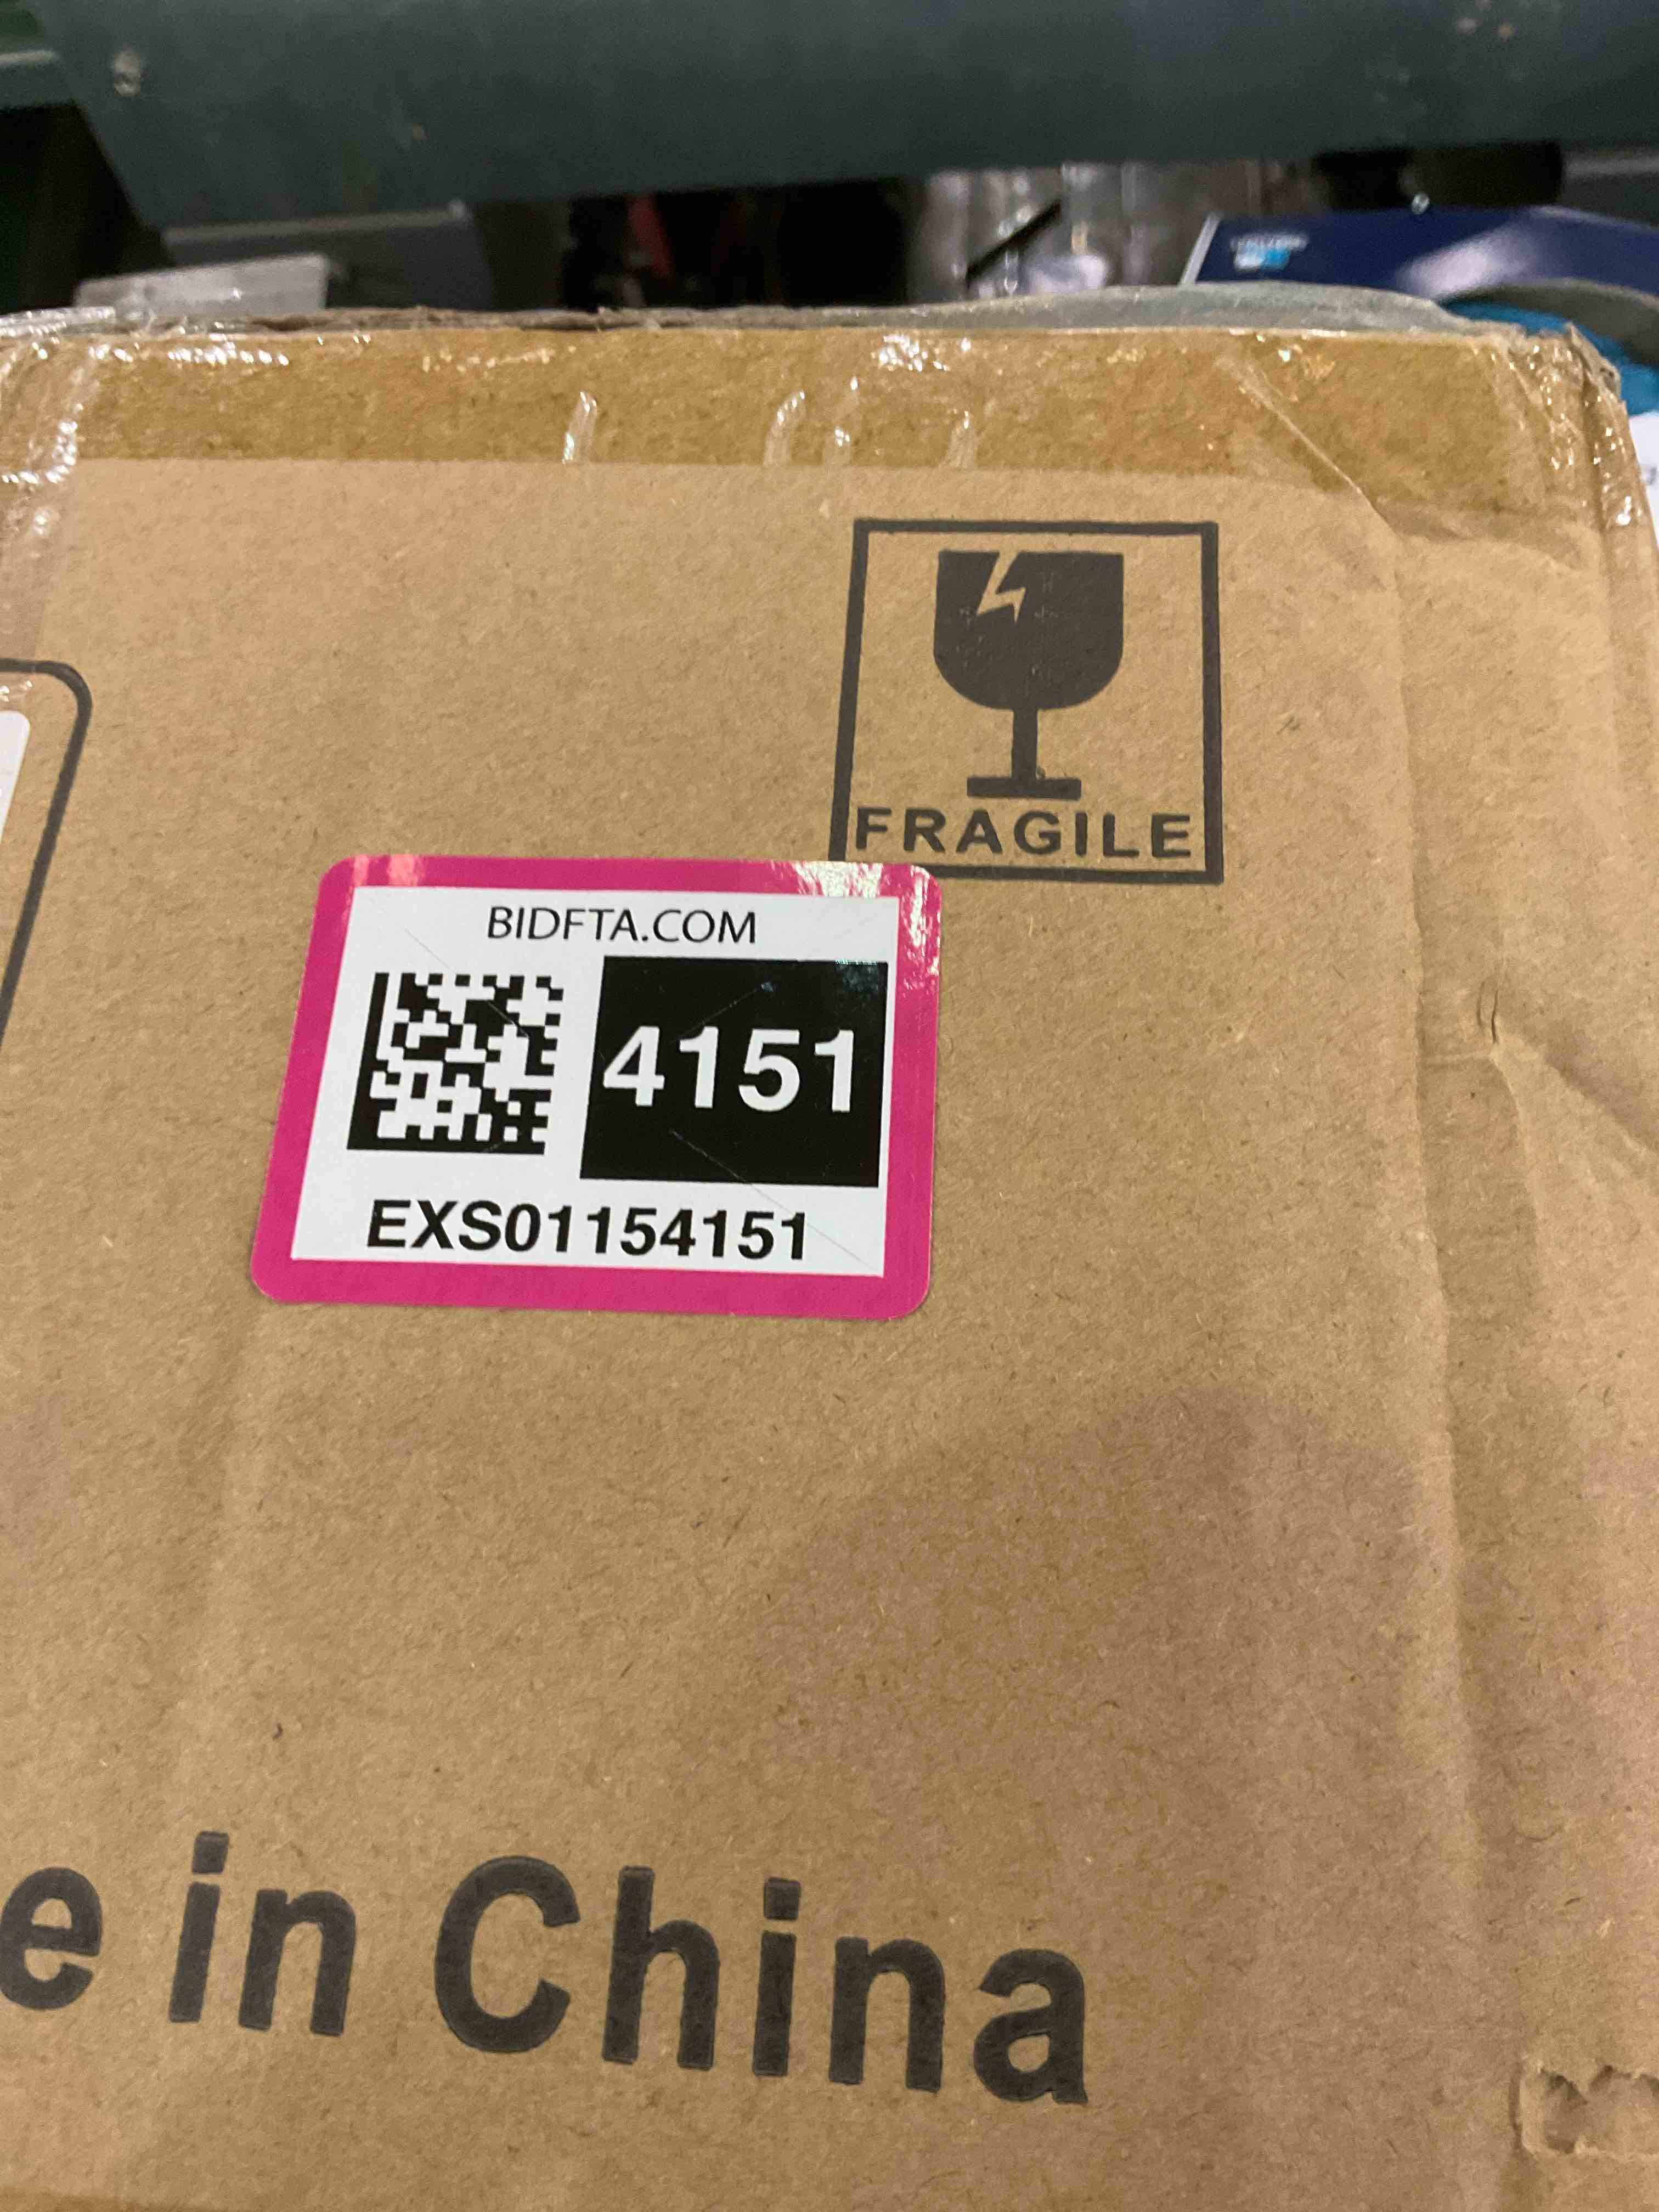 FRAGILE
BIDFTA.COM
4151
EXS01154151
e in China